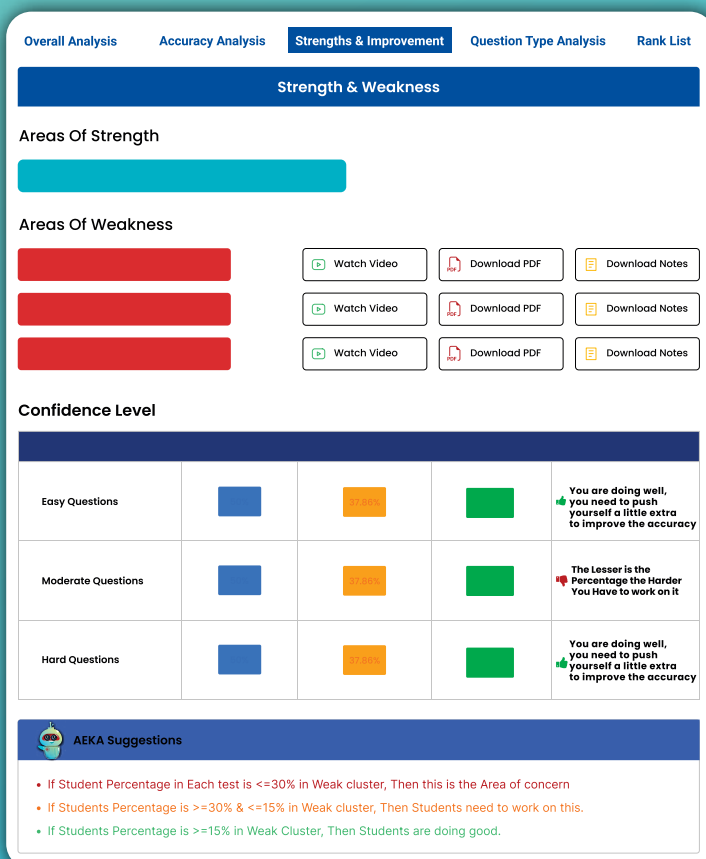 Overall Analysis Accuracy Analysis Strengths & Improvement Question Type Analysis Rank List
Strength & Weakness
Areas Of Strength
Areas Of Weakness
Watch Video Download PDF Download Notes
Watch Video Download PDF Download Notes
Watch Video Download PDF Download Notes
Confidence Level
Easy Questions
37.86%
You are doing well,
you need to push
yourself a little extra
to improve the accuracy
Moderate Questions
37.86%
The Lesser is the
Percentage the Harder
You Have to work on it
Hard Questions
37.86%
You are doing well,
you need to push
yourself a little extra
to improve the accuracy
AEKA Suggestions
• If Student Percentage in Each test is <=30% in Weak cluster, Then this is the Area of concern
• If Students Percentage is >=30% & <=15% in Weak cluster, Then Students need to work on this.
• If Students Percentage is >=15% in Weak Cluster, Then Students are doing good.